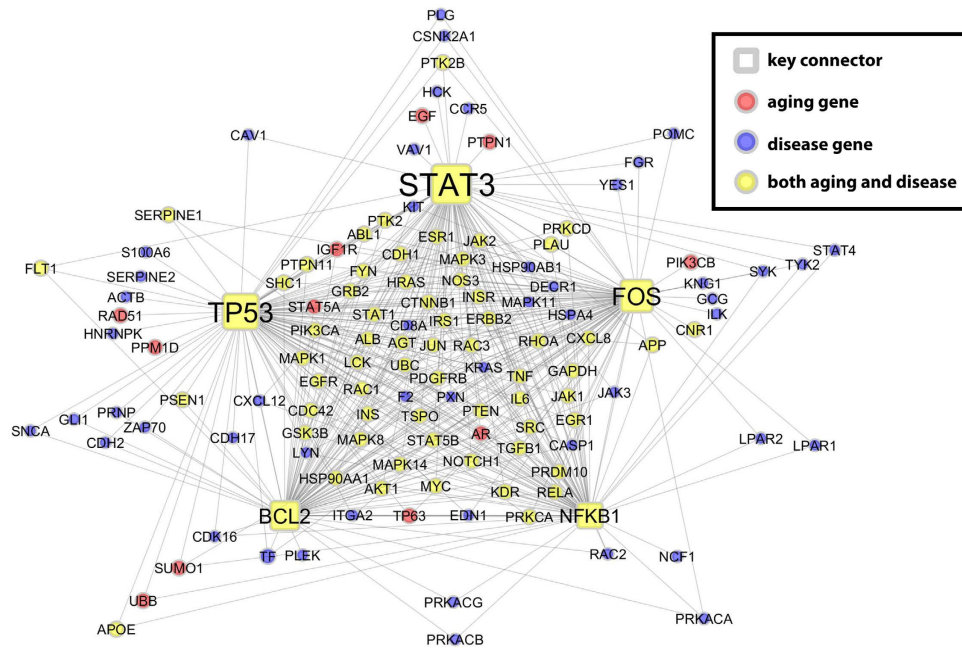 PLG
CSNK2A1
PTK2B
HCK
CCR5
EGF
PTPN1
CAV1
VAV1
POMC
FGR
YES1
STAT3
KIT
key connector
aging gene
disease gene
both aging and disease
SERPINE1
PTK2
ABL1
ESR1
JAK2
PRKCD
PLAU
S100A6
IGF1R
CDH1
MAPK3
STAT4
FLT1
SERPINE2
PTPN11
FYN
HSP90AB1
PIK3CB
SYK
TYK2
SHC1
GRB2
HRAS
NOS3
DECR1
KNG1
ACTB
TP53
STAT5A
CTNNB1
INSR
MAPK11
FOS
GCG
ILK
RAD51
STAT1
CD8A
IRS1
ERBB2
HSPA4
HNRNPK
PIK3CA
CNR1
PPM1D
ALB
AGT
JUN
RAC3
RHOA
CXCL8
APP
MAPK1
LCK
UBC
KRAS
TNF
GAPDH
EGFR
RAC1
PDGFRB
PSEN1
CXCL12
F2
PXN
IL6
JAK1
JAK3
GLI1
PRNP
CDC42
INS
TSPO
PTEN
EGR1
SNCA
CDH2
ZAP70
CDH17
GSK3B
MAPK8
STAT5B
AR
SRC
CASP1
LPAR2
LPAR1
LYN
TGFB1
MAPK14
NOTCH1
PRDM10
HSP90AA1
AKT1
MYC
KDR
RELA
BCL2
ITGA2
TP63
EDN1
PRKCA
NFKB1
CDK16
TF
PLEK
RAC2
NCF1
SUMO1
UBB
PRKACG
APOE
PRKACB
PRKACA